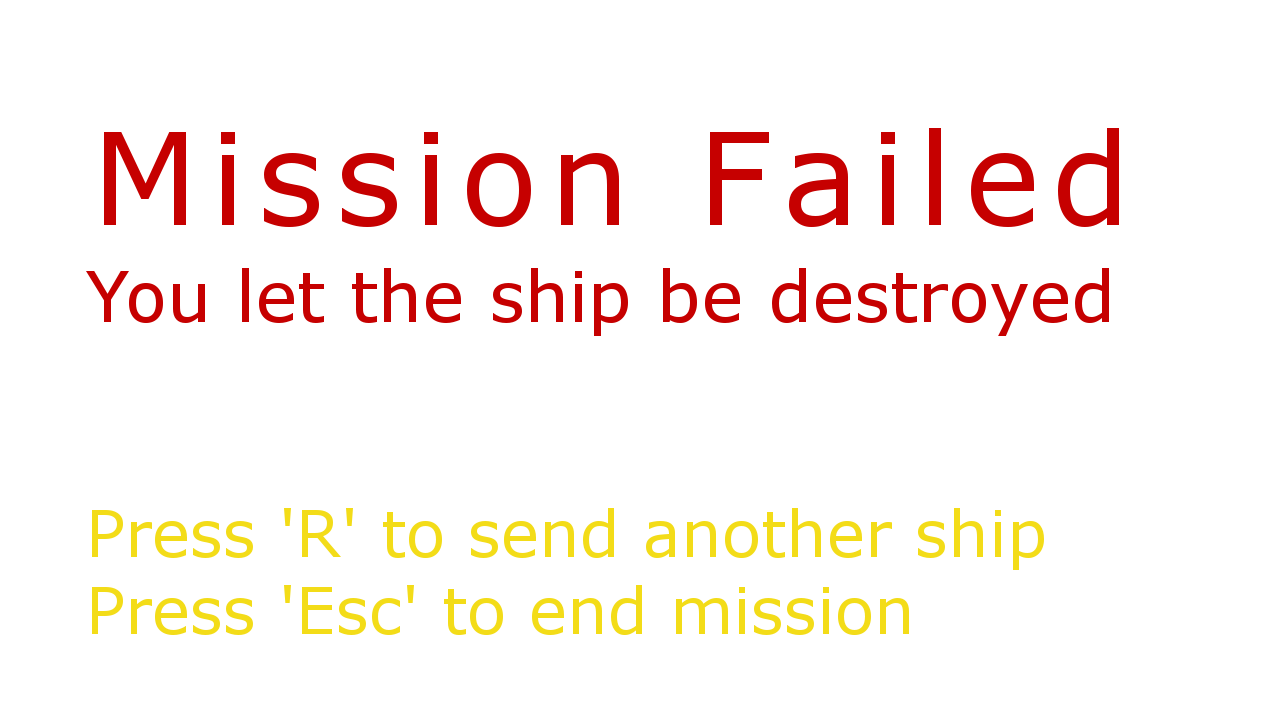 Mission Failed
You let the ship be destroyed
Press 'R' to send another ship
Press 'Esc' to end mission